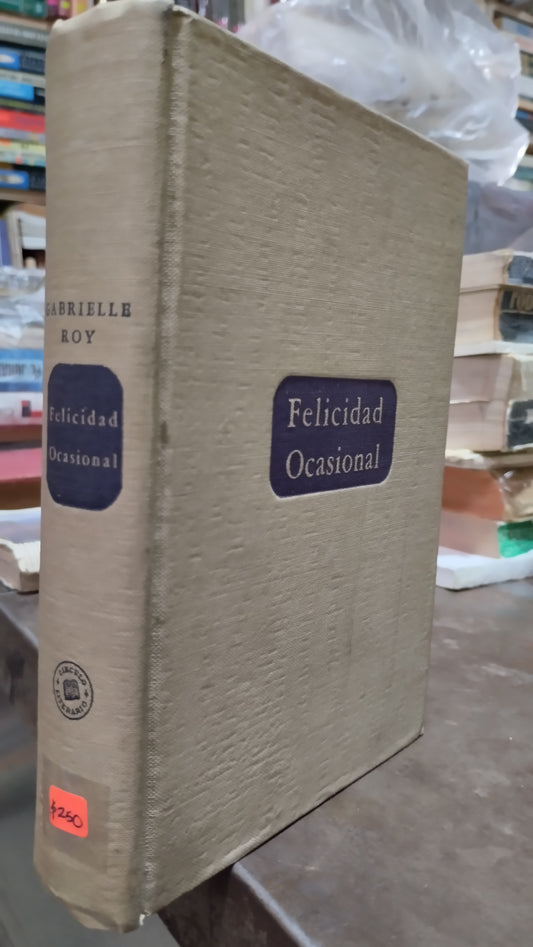 GABRIELLE
ROY
Felicidad
Ocasional
CIRCULO
LITERARIO
$250
Felicidad
Ocasional